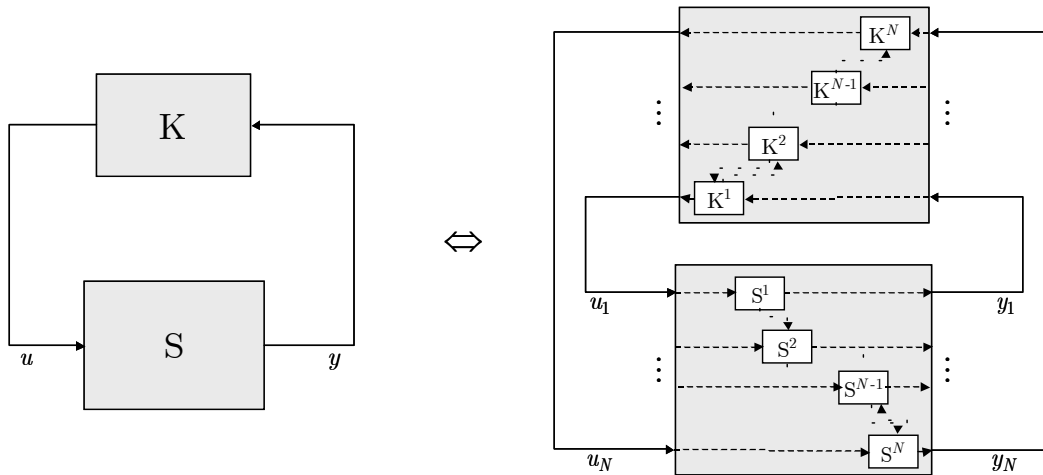 K
S
u
y
⇔
K^N
K^{N-1}
⋮ ⋮
K^2
K^1
u_1
S^1
y_1
S^2
⋮ ⋮
S^{N-1}
S^N
u_N
y_N